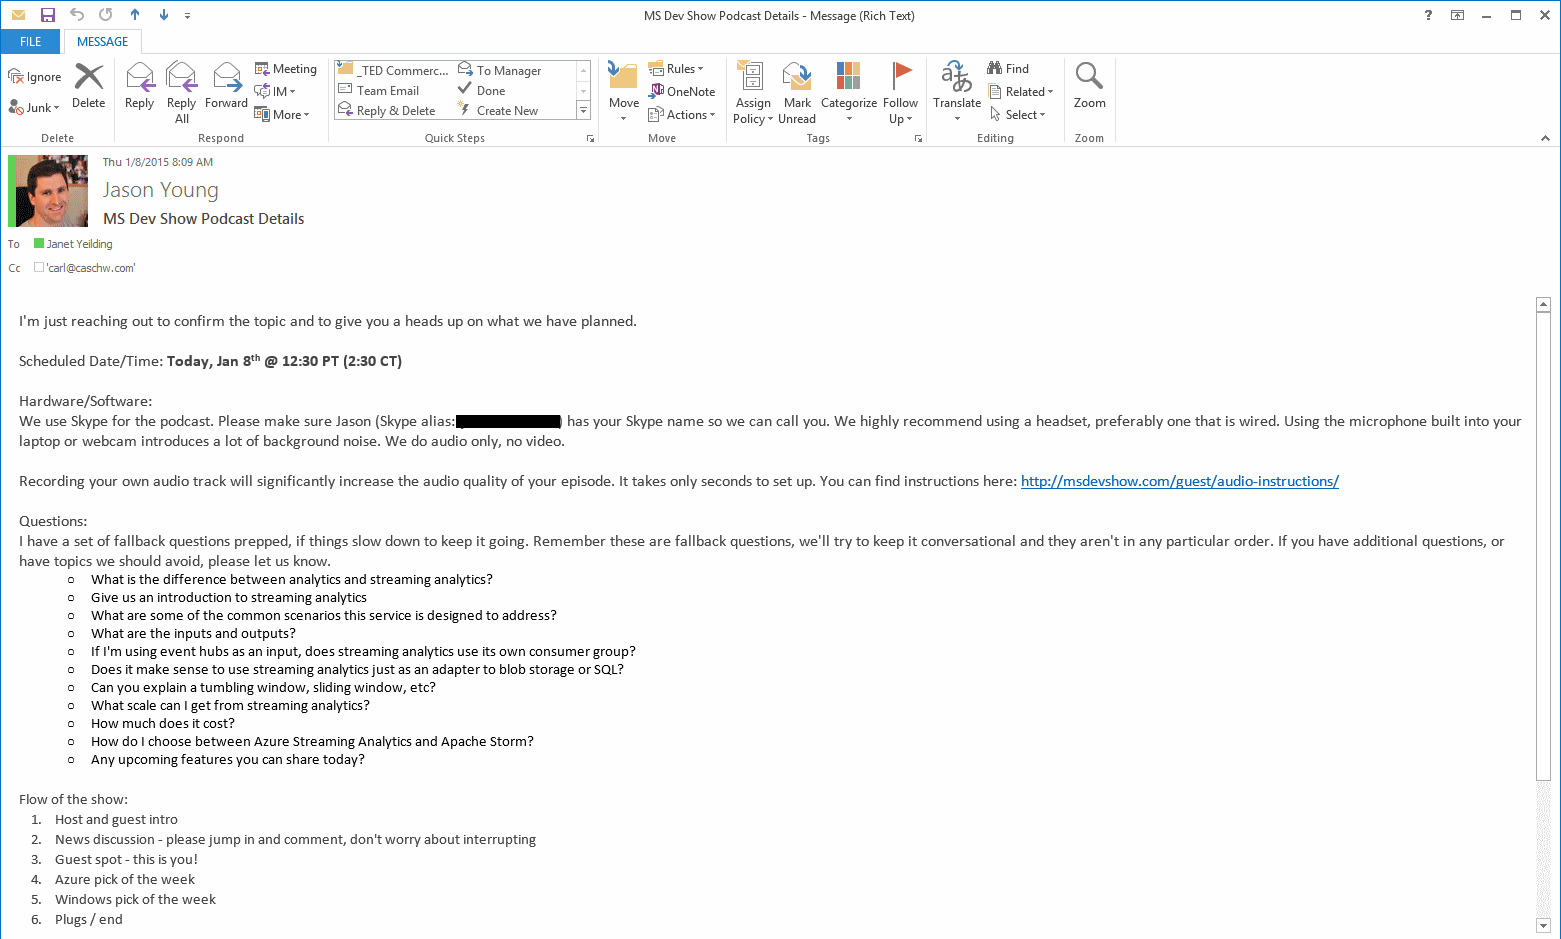 MS Dev Show Podcast Details - Message (Rich Text)
?
FILE
MESSAGE
Ignore
Junk
Delete
Delete
Reply
Reply All
Forward
Meeting
IM
More
Respond
_TED Commerc...
Team Email
Reply & Delete
To Manager
Done
Create New
Quick Steps
Move
Rules
OneNote
Actions
Move
Assign Policy
Mark Unread
Categorize
Follow Up
Tags
Translate
Find
Related
Select
Editing
Zoom
Zoom
Thu 1/8/2015 8:09 AM
Jason Young
MS Dev Show Podcast Details
To Janet Yeilding
Cc 'carl@caschw.com'
I'm just reaching out to confirm the topic and to give you a heads up on what we have planned.
Scheduled Date/Time: Today, Jan 8th @ 12:30 PT (2:30 CT)
Hardware/Software:
We use Skype for the podcast. Please make sure Jason (Skype alias: ) has your Skype name so we can call you. We highly recommend using a headset, preferably one that is wired. Using the microphone built into your
laptop or webcam introduces a lot of background noise. We do audio only, no video.
Recording your own audio track will significantly increase the audio quality of your episode. It takes only seconds to set up. You can find instructions here: http://msdevshow.com/guest/audio-instructions/
Questions:
I have a set of fallback questions prepped, if things slow down to keep it going. Remember these are fallback questions, we'll try to keep it conversational and they aren't in any particular order. If you have additional questions, or
have topics we should avoid, please let us know.
o What is the difference between analytics and streaming analytics?
o Give us an introduction to streaming analytics
o What are some of the common scenarios this service is designed to address?
o What are the inputs and outputs?
o If I'm using event hubs as an input, does streaming analytics use its own consumer group?
o Does it make sense to use streaming analytics just as an adapter to blob storage or SQL?
o Can you explain a tumbling window, sliding window, etc?
o What scale can I get from streaming analytics?
o How much does it cost?
o How do I choose between Azure Streaming Analytics and Apache Storm?
o Any upcoming features you can share today?
Flow of the show:
1. Host and guest intro
2. News discussion - please jump in and comment, don't worry about interrupting
3. Guest spot - this is you!
4. Azure pick of the week
5. Windows pick of the week
6. Plugs / end